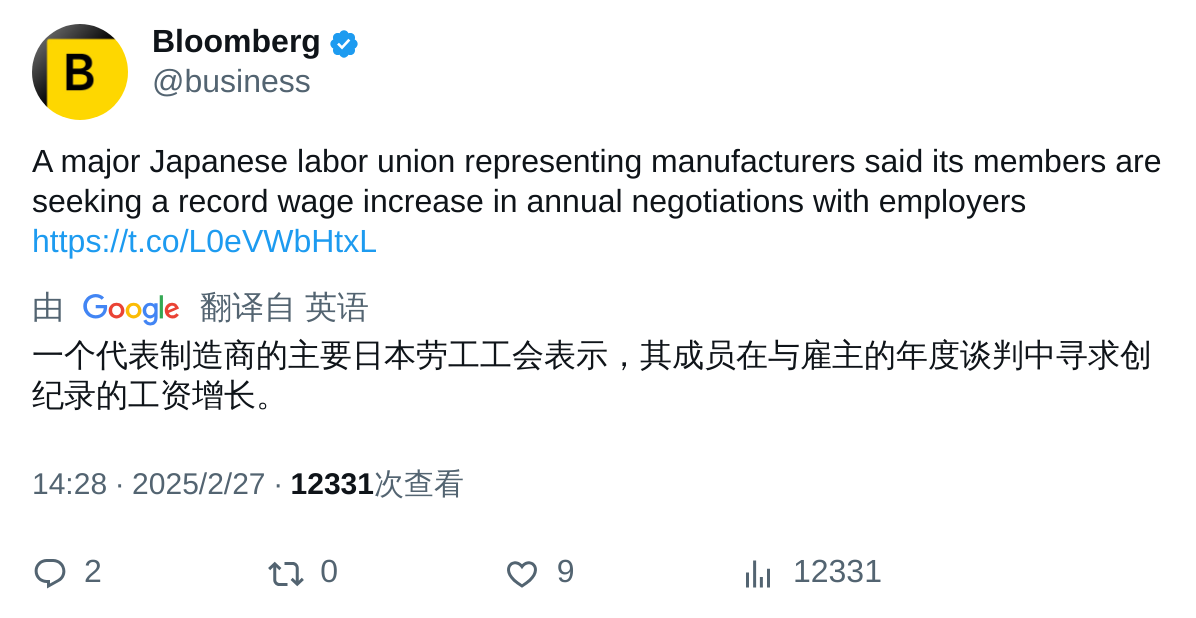 B
Bloomberg
@business
A major Japanese labor union representing manufacturers said its members are
seeking a record wage increase in annual negotiations with employers
https://t.co/L0eVWbHtxL
由 Google 翻译自 英语
一个代表制造商的主要日本劳工工会表示，其成员在与雇主的年度谈判中寻求创
纪录的工资增长。
14:28 · 2025/2/27 · 12331次查看
2 0 9 12331